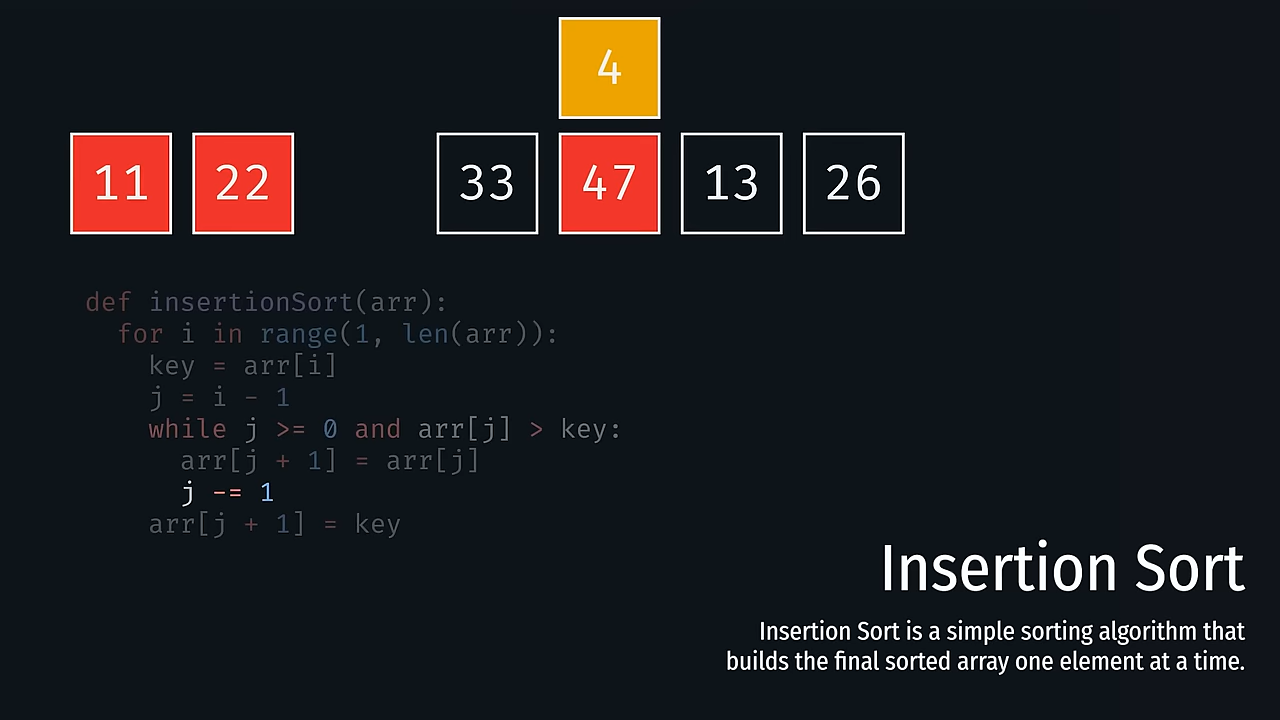 4
11 22 33 47 13 26
def insertionSort(arr):
for i in range(1, len(arr)):
key = arr[i]
j = i - 1
while j >= 0 and arr[j] > key:
arr[j + 1] = arr[j]
j -= 1
arr[j + 1] = key
Insertion Sort
Insertion Sort is a simple sorting algorithm that
builds the final sorted array one element at a time.